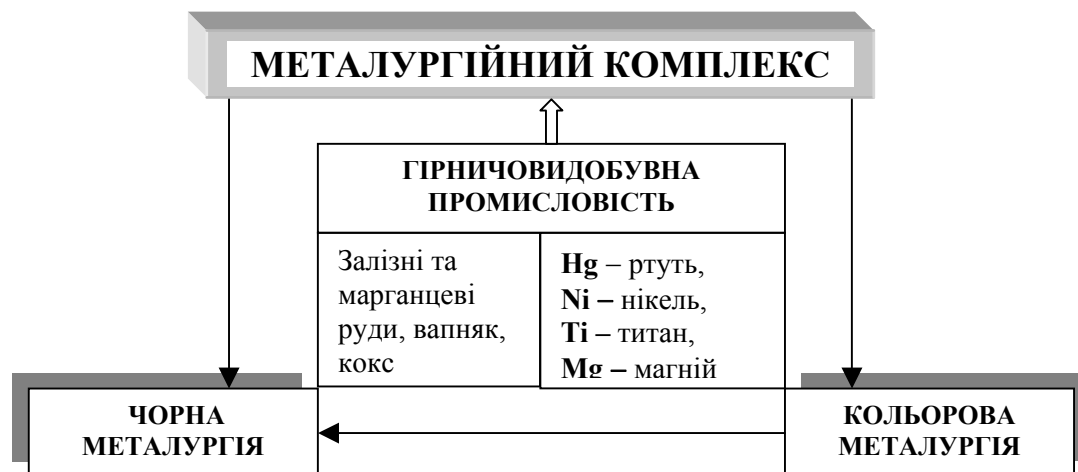 МЕТАЛУРГІЙНИЙ КОМПЛЕКС
ГІРНИЧОВИДОБУВНА
ПРОМИСЛОВІСТЬ
Залізні та
марганцеві
руди, вапняк,
кокс
Hg – ртуть,
Ni – нікель,
Ti – титан,
Mg – магній
ЧОРНА
МЕТАЛУРГІЯ
КОЛЬОРОВА
МЕТАЛУРГІЯ